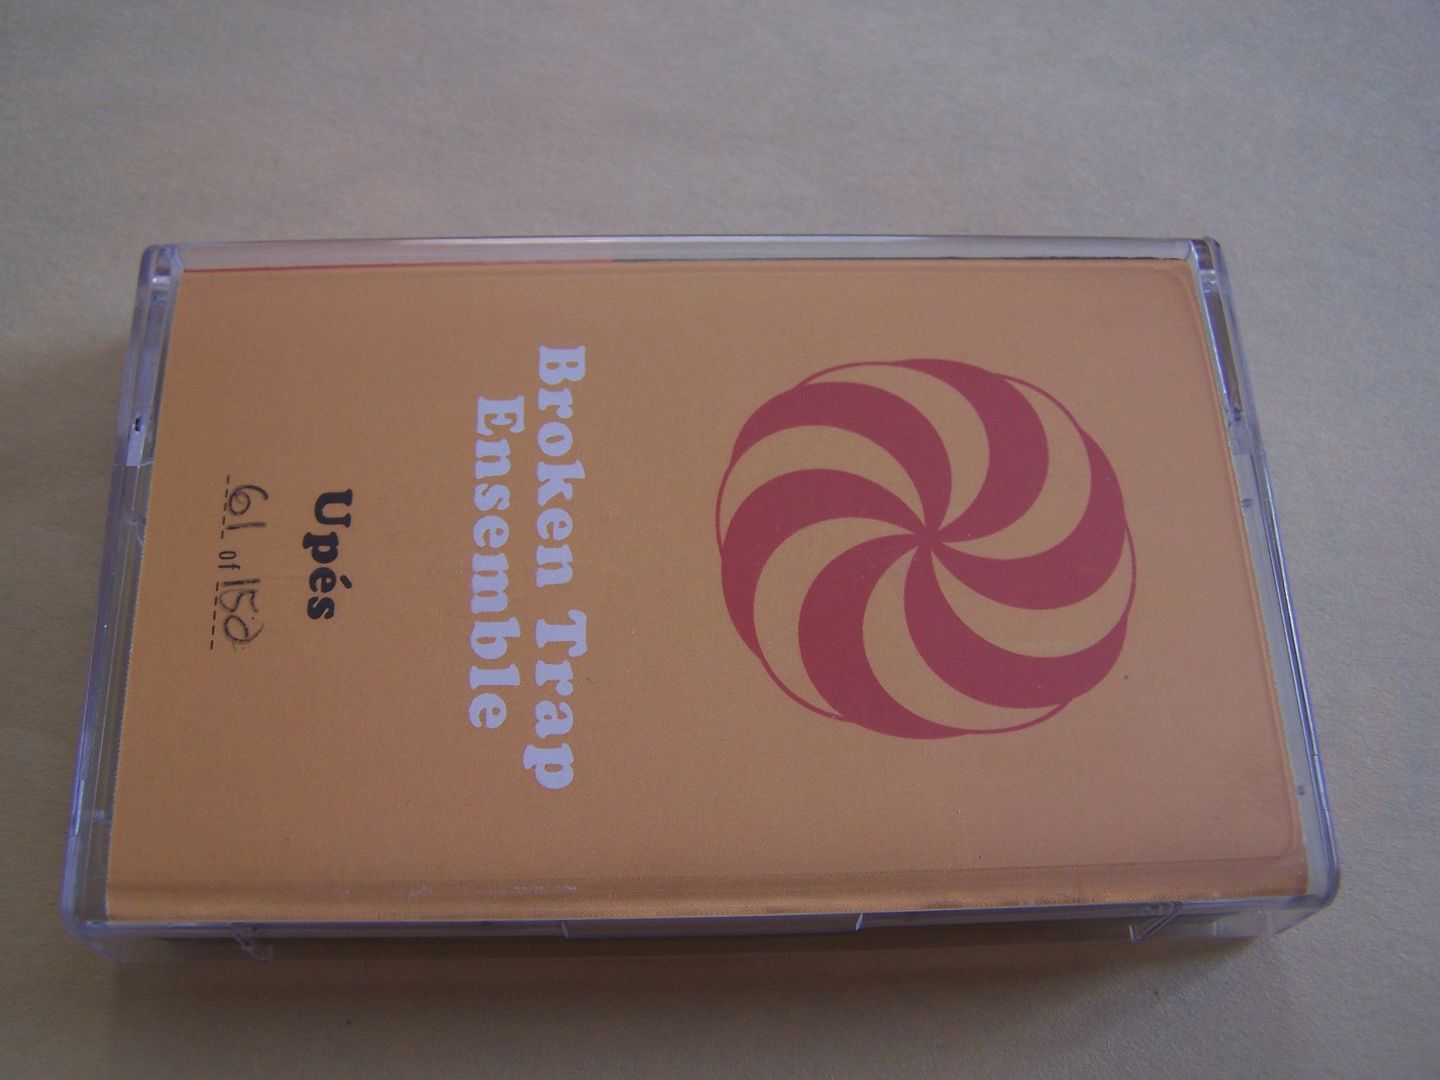 Broken Trap
Ensemble
Upés
61 of 150